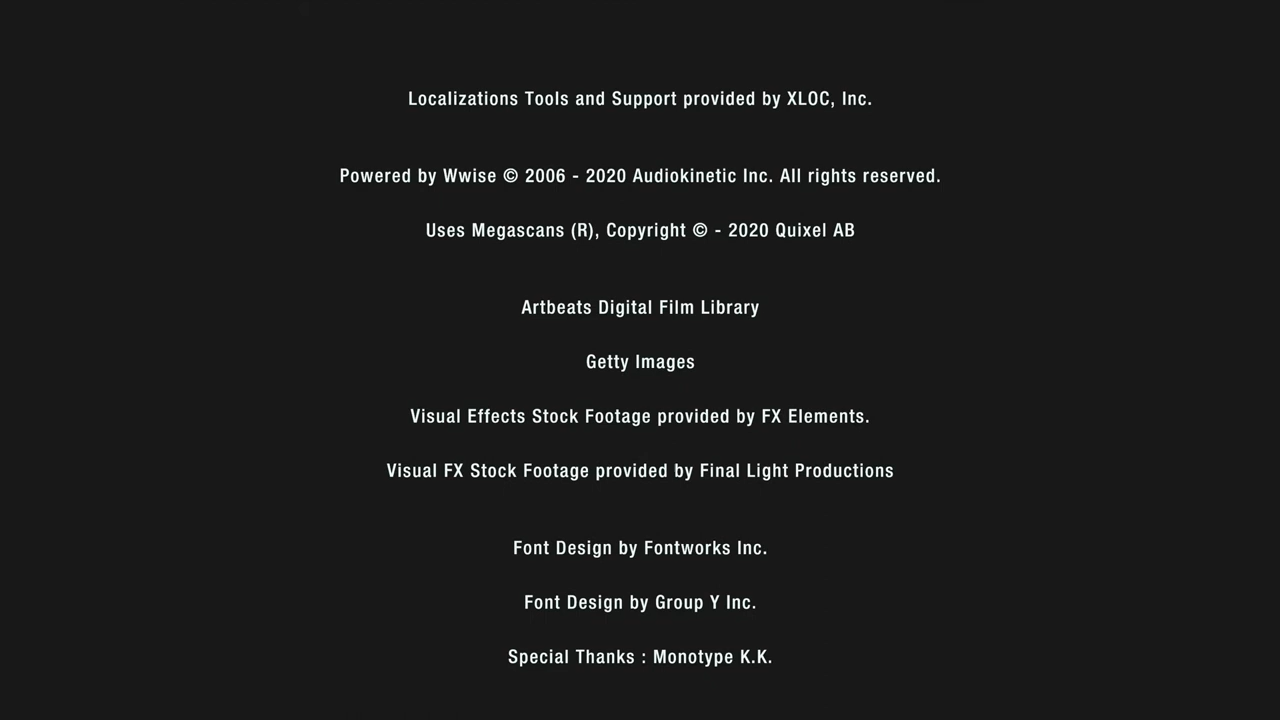 Localizations Tools and Support provided by XLOC, Inc.
Powered by Wwise © 2006 - 2020 Audiokinetic Inc. All rights reserved.
Uses Megascans (R), Copyright © - 2020 Quixel AB
Artbeats Digital Film Library
Getty Images
Visual Effects Stock Footage provided by FX Elements.
Visual FX Stock Footage provided by Final Light Productions
Font Design by Fontworks Inc.
Font Design by Group Y Inc.
Special Thanks : Monotype K.K.